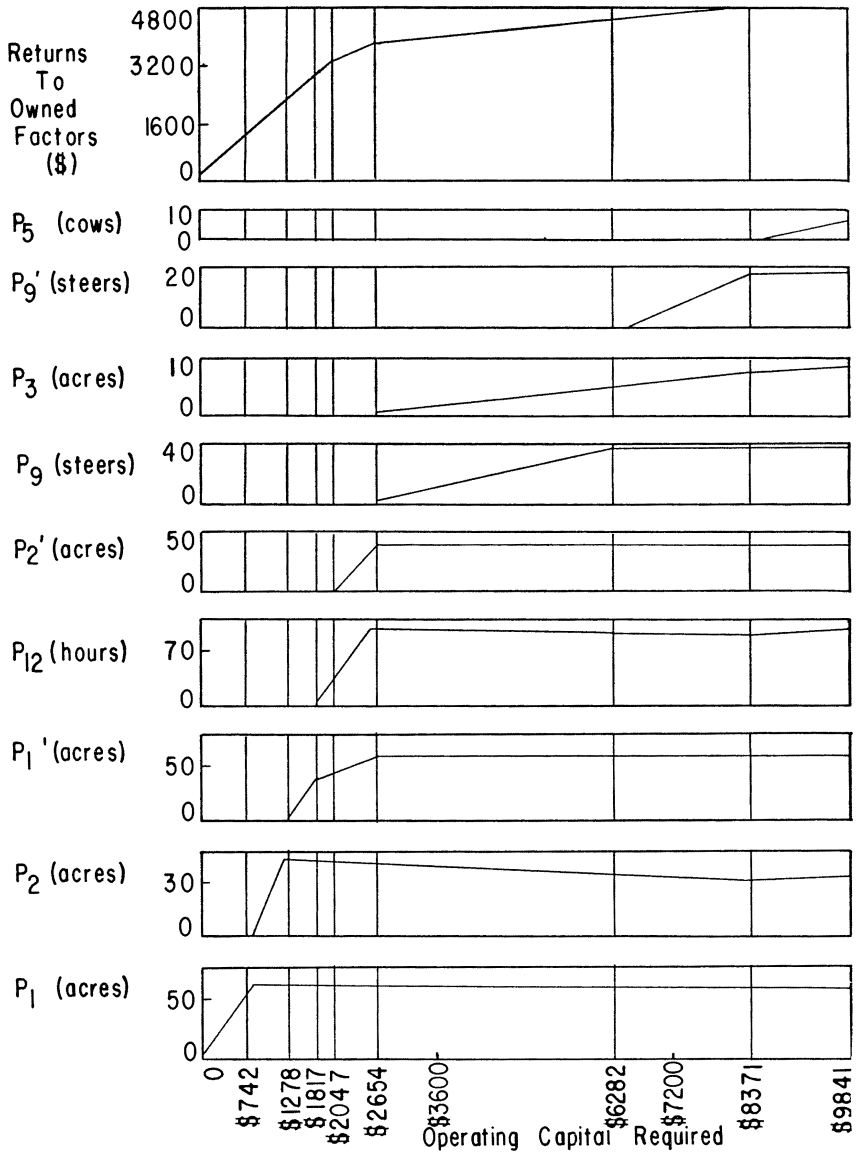 4800
Returns
To
Owned
Factors
($)
3200
1600
0
P5 (cows)
10
0
P9' (steers)
20
0
P3 (acres)
10
0
P9 (steers)
40
0
P2' (acres)
50
0
P12 (hours)
70
0
P1' (acres)
50
0
P2 (acres)
30
0
P1 (acres)
50
0
0
$742
$1278
$1817
$2047
$2654
$3600
$6282
$7200
$8371
$9841
Operating Capital Required